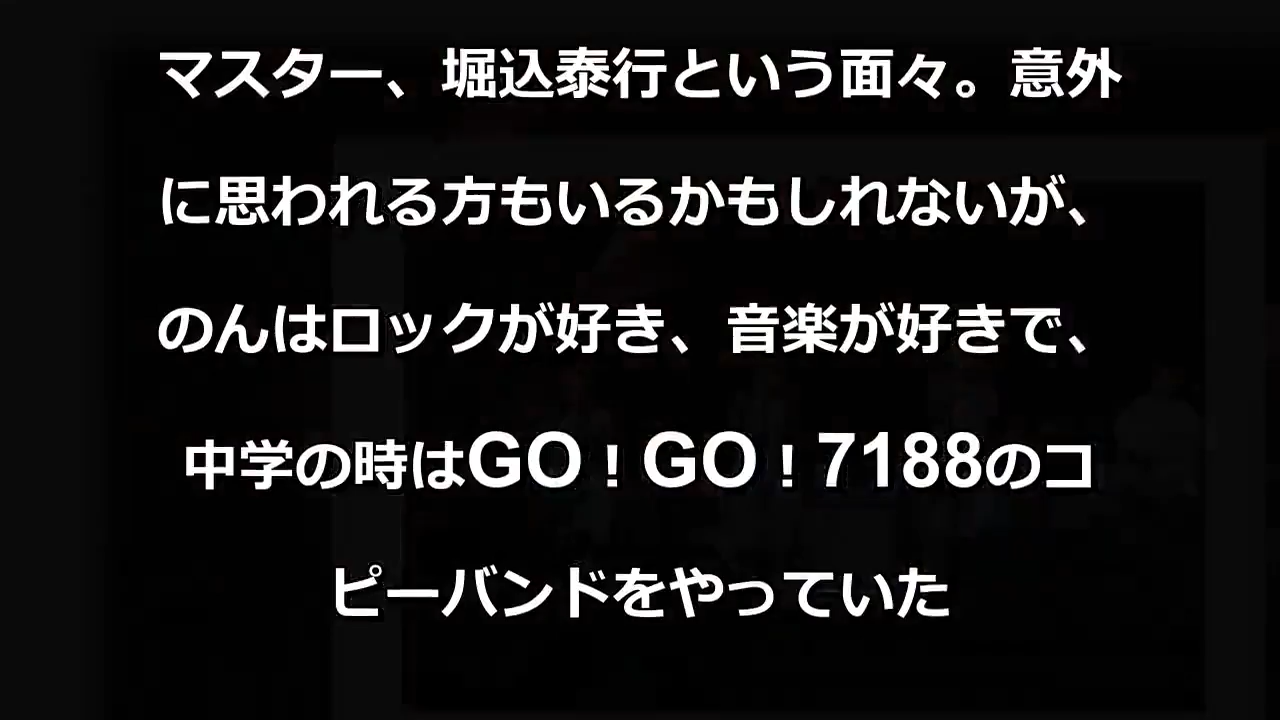 マスター、堀込泰行という面々。意外
に思われる方もいるかもしれないが、
のんはロックが好き、音楽が好きで、
中学の時はGO！GO！7188のコ
ピーバンドをやっていた